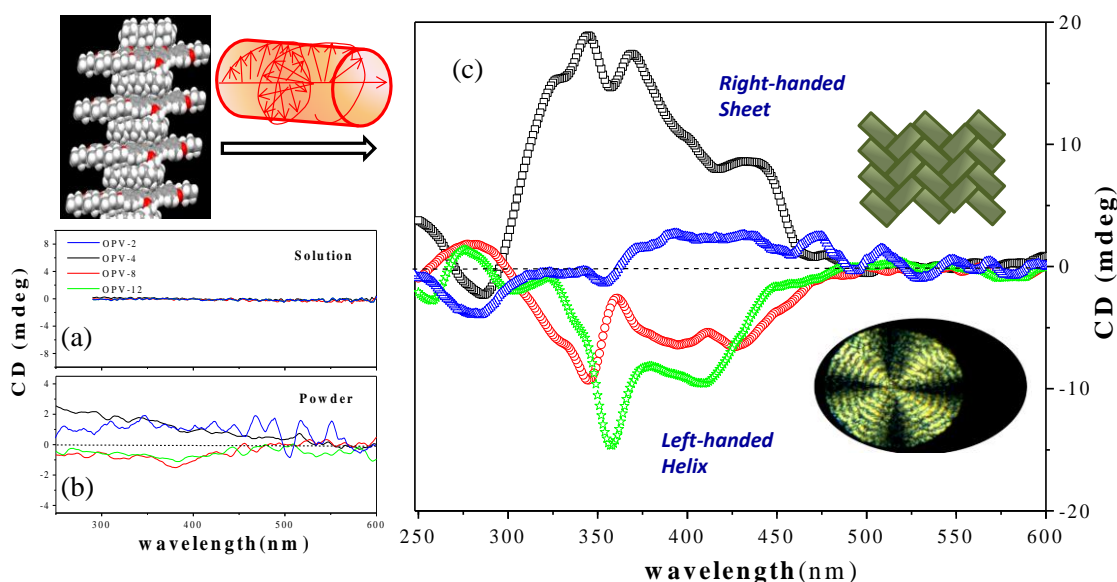 (c)
Right-handed
Sheet
Left-handed
Helix
20
10
0
-10
-20
CD (mdeg)
250 300 350 400 450 500 550 600
wavelength(nm)
8
4
0
-4
-8
OPV-2
OPV-4
OPV-8
OPV-12
Solution
(a)
CD (mdeg)
4
2
0
-2
-4
Powder
(b)
300 400 500 600
wavelength(nm)